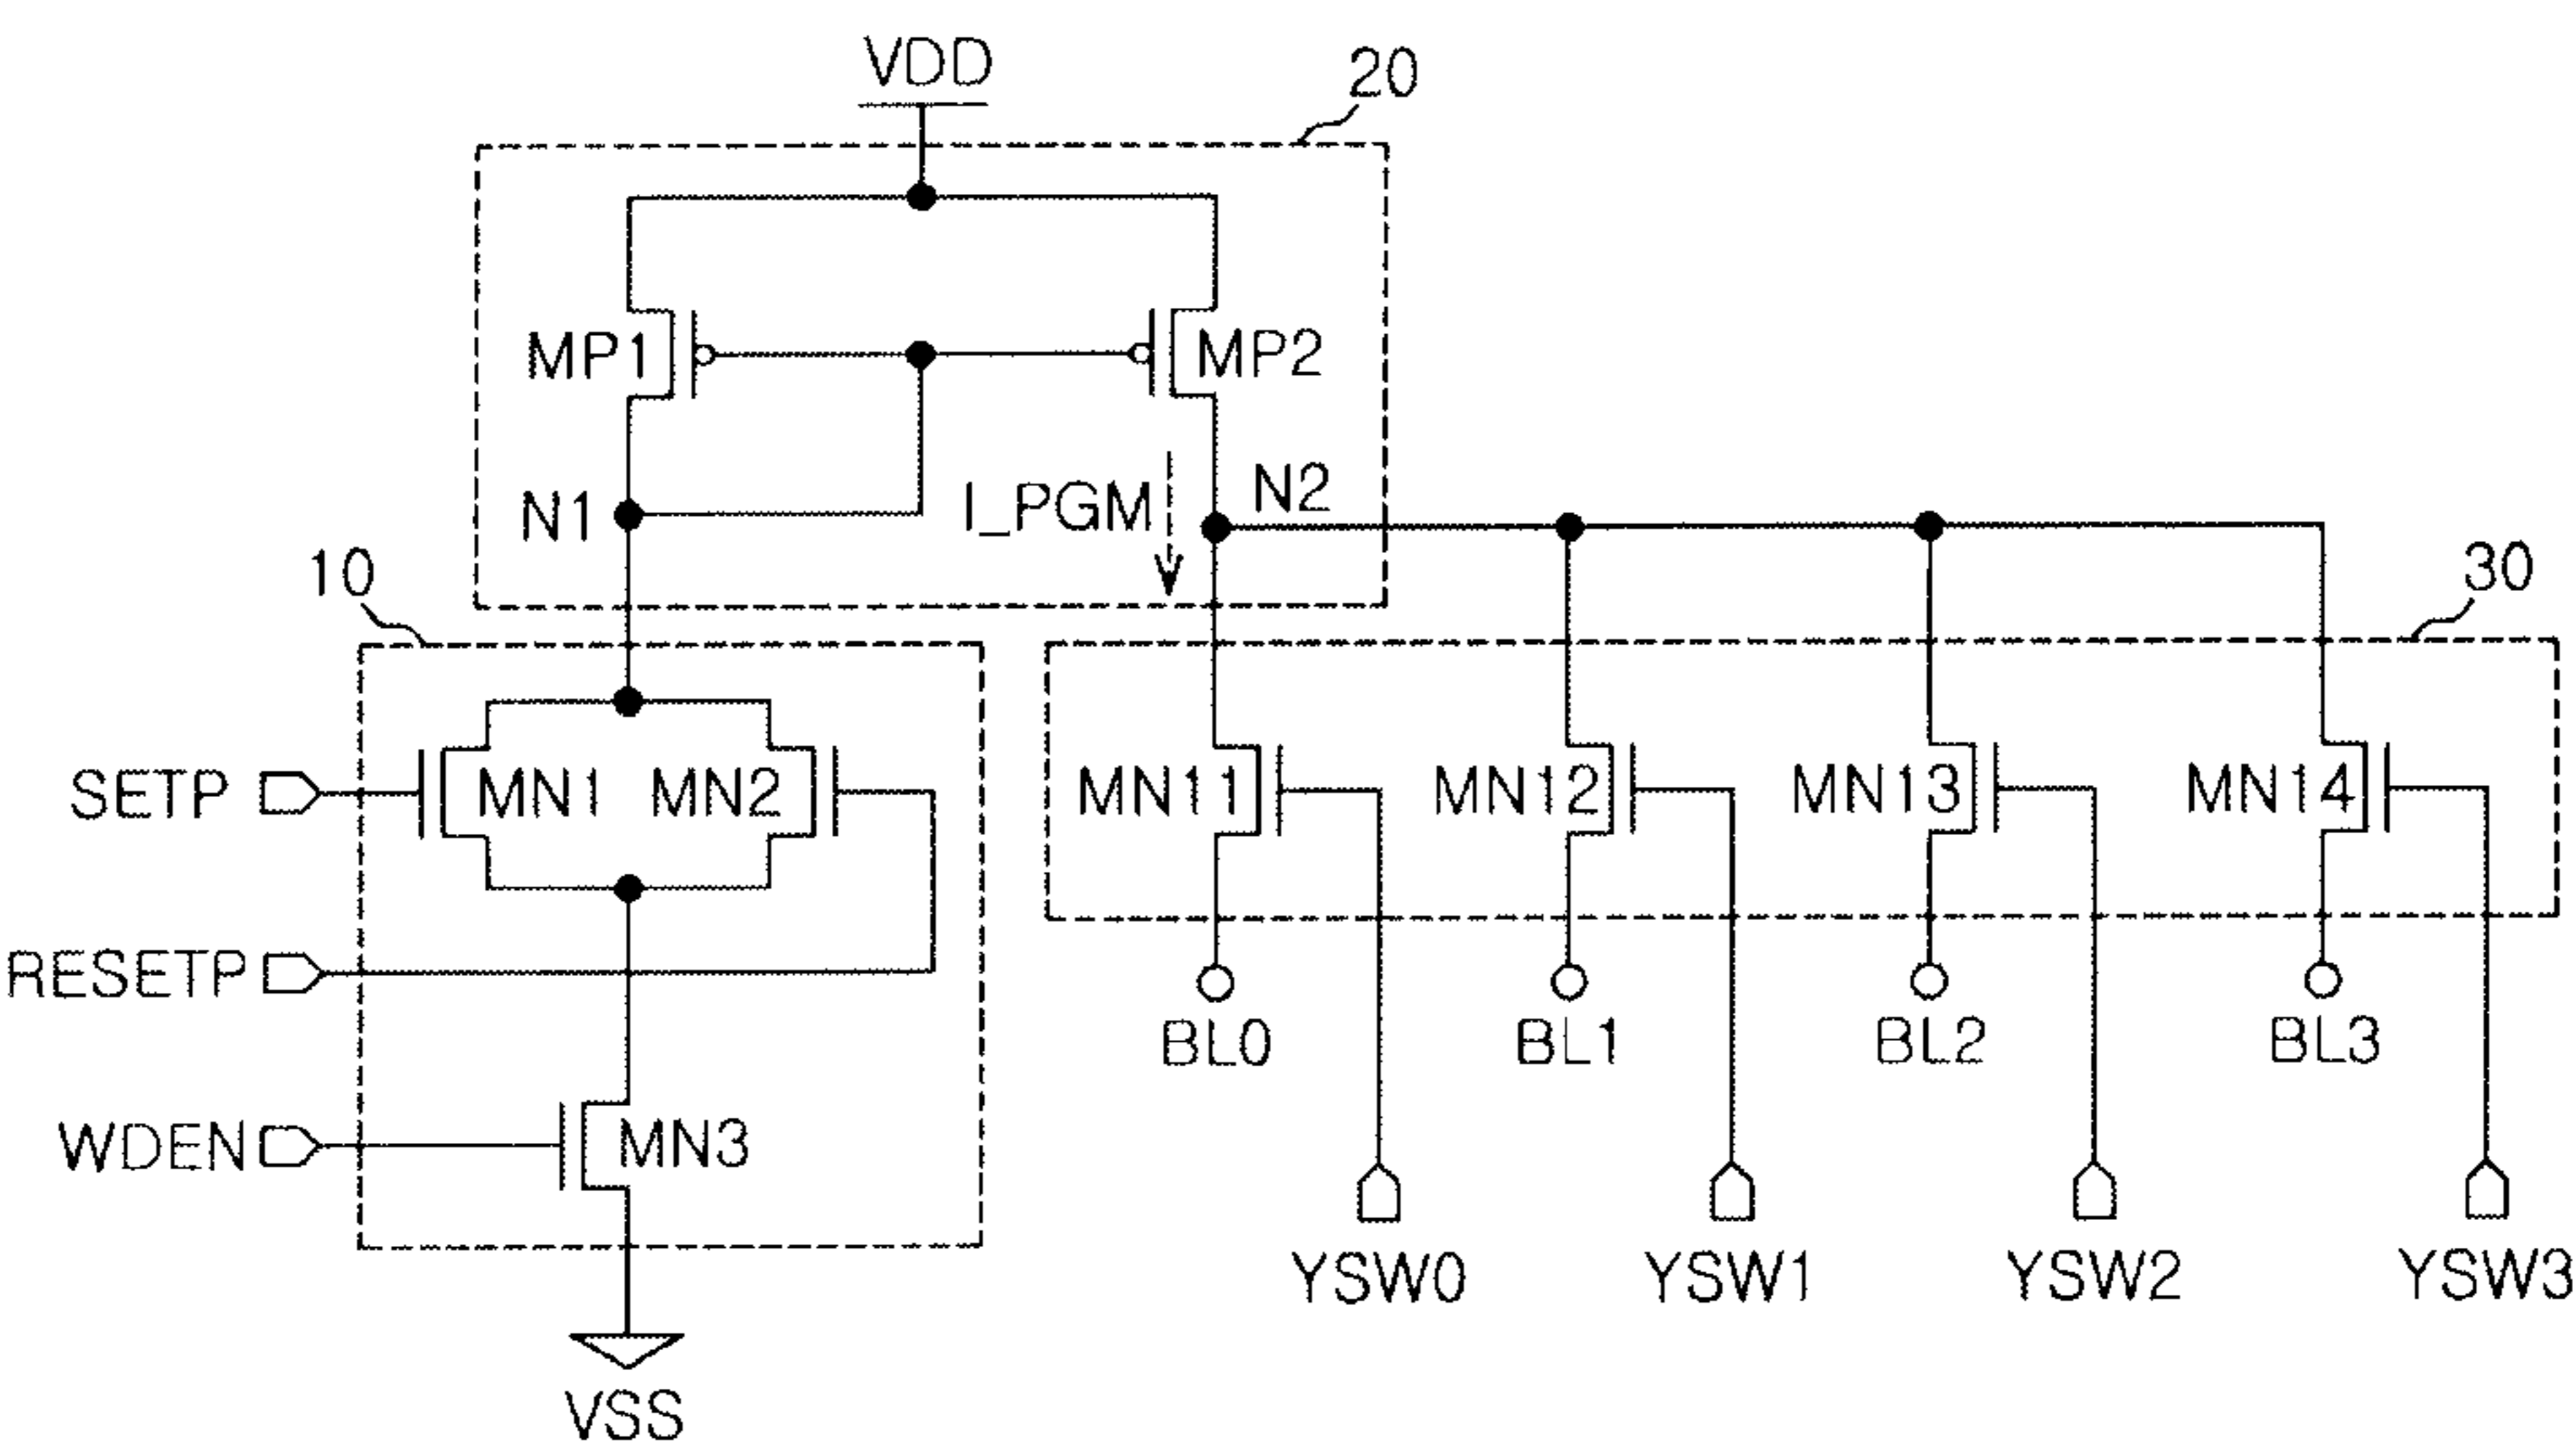 VDD
20
MP1
MP2
N1
I_PGM
N2
10
30
SETP
MN1
MN2
MN11
MN12
MN13
MN14
RESETP
BL0
BL1
BL2
BL3
WDEN
MN3
YSW0
YSW1
YSW2
YSW3
VSS